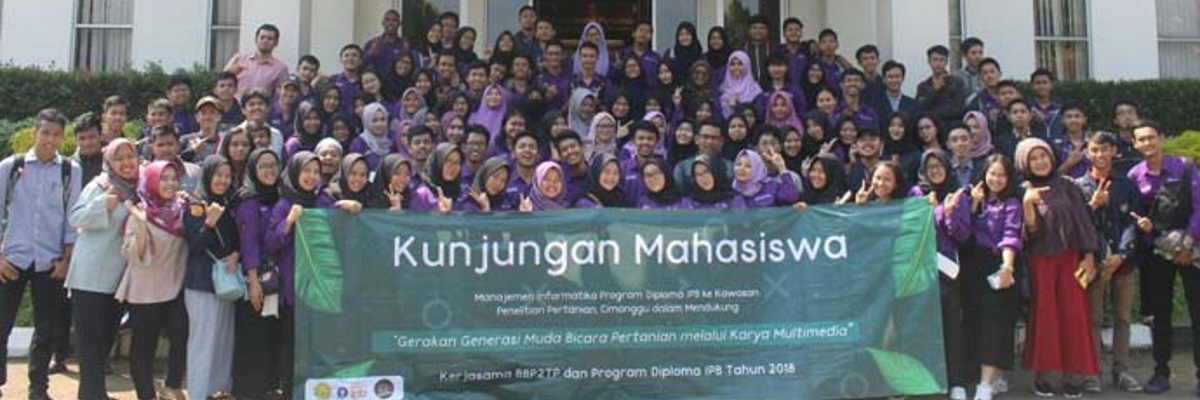 Kunjungan Mahasiswa
Manajemen Informatika Program Diploma IPB ke Kawasan
Penelitian Pertanian, Cimanggu dalam Mendukung
"Gerakan Generasi Muda Bicara Pertanian melalui Karya Multimedia"
Kerjasama BBP2TP dan Program Diploma IPB Tahun 2018